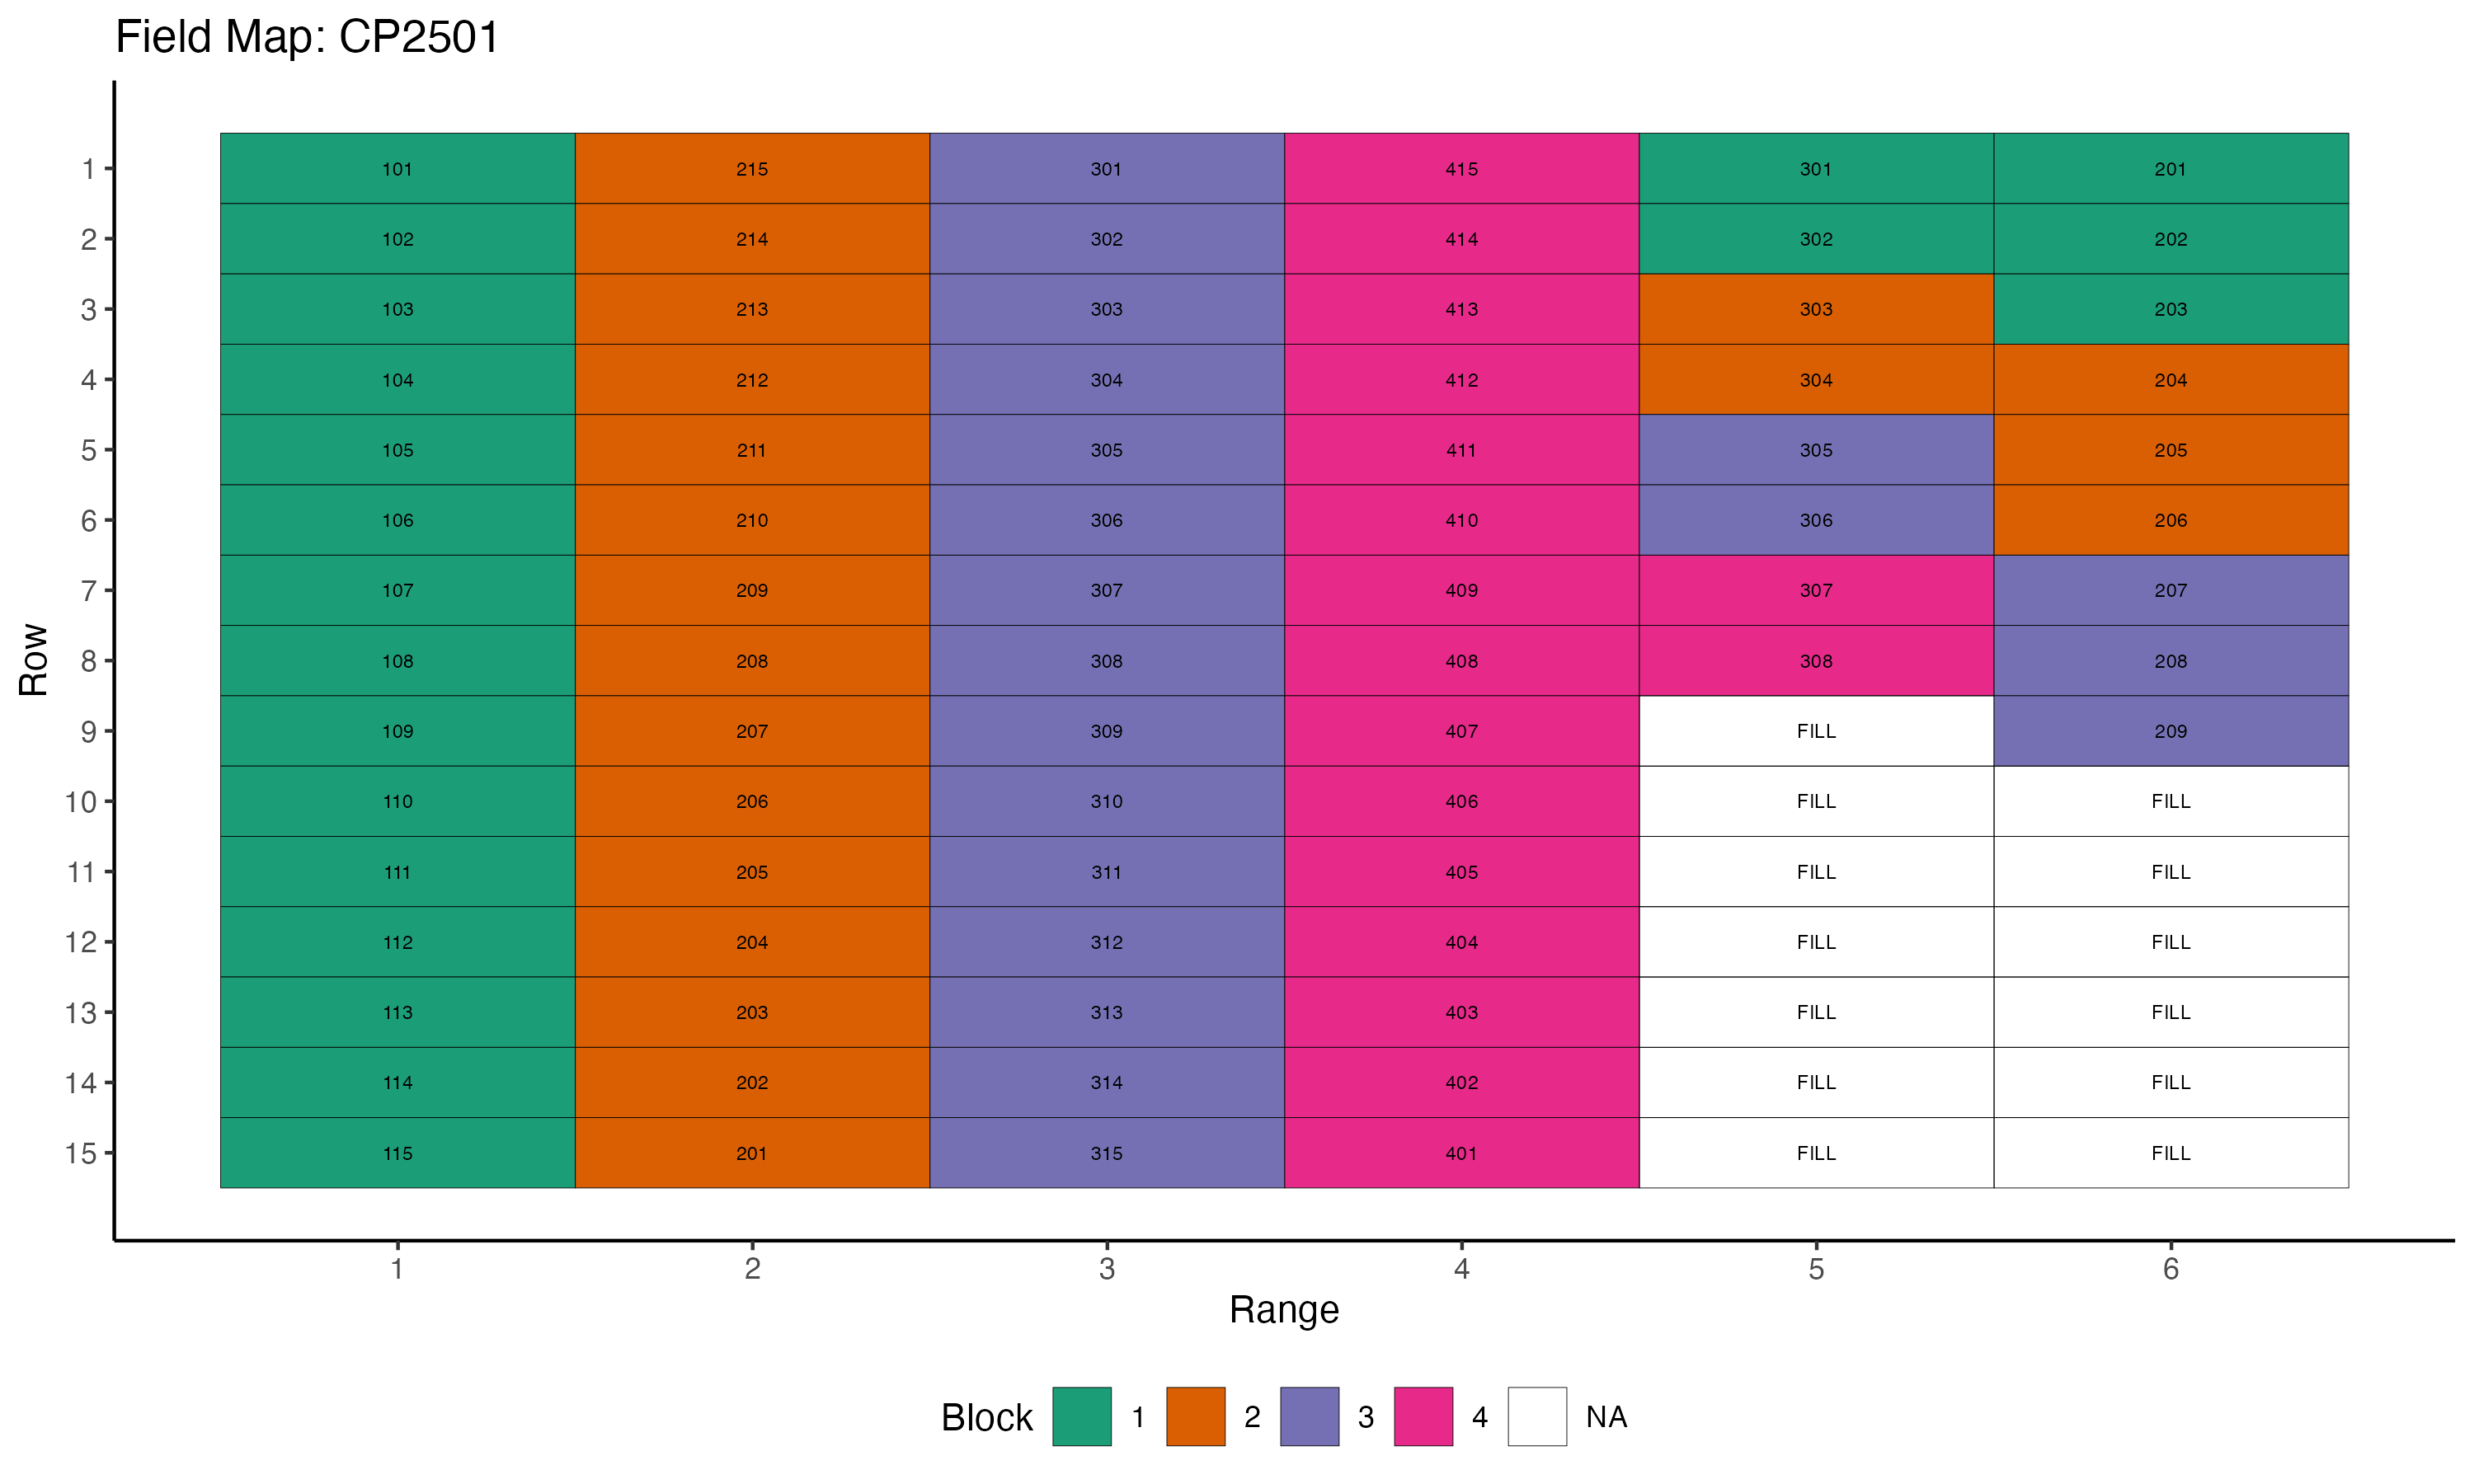 Field Map: CP2501
1 101 215 301 415 301 201
2 102 214 302 414 302 202
3 103 213 303 413 303 203
4 104 212 304 412 304 204
5 105 211 305 411 305 205
6 106 210 306 410 306 206
7 107 209 307 409 307 207
8 108 208 308 408 308 208
9 109 207 309 407 FILL 209
10 110 206 310 406 FILL FILL
11 111 205 311 405 FILL FILL
12 112 204 312 404 FILL FILL
13 113 203 313 403 FILL FILL
14 114 202 314 402 FILL FILL
15 115 201 315 401 FILL FILL
Row
1 2 3 4 5 6
Range
Block 1 2 3 4 NA